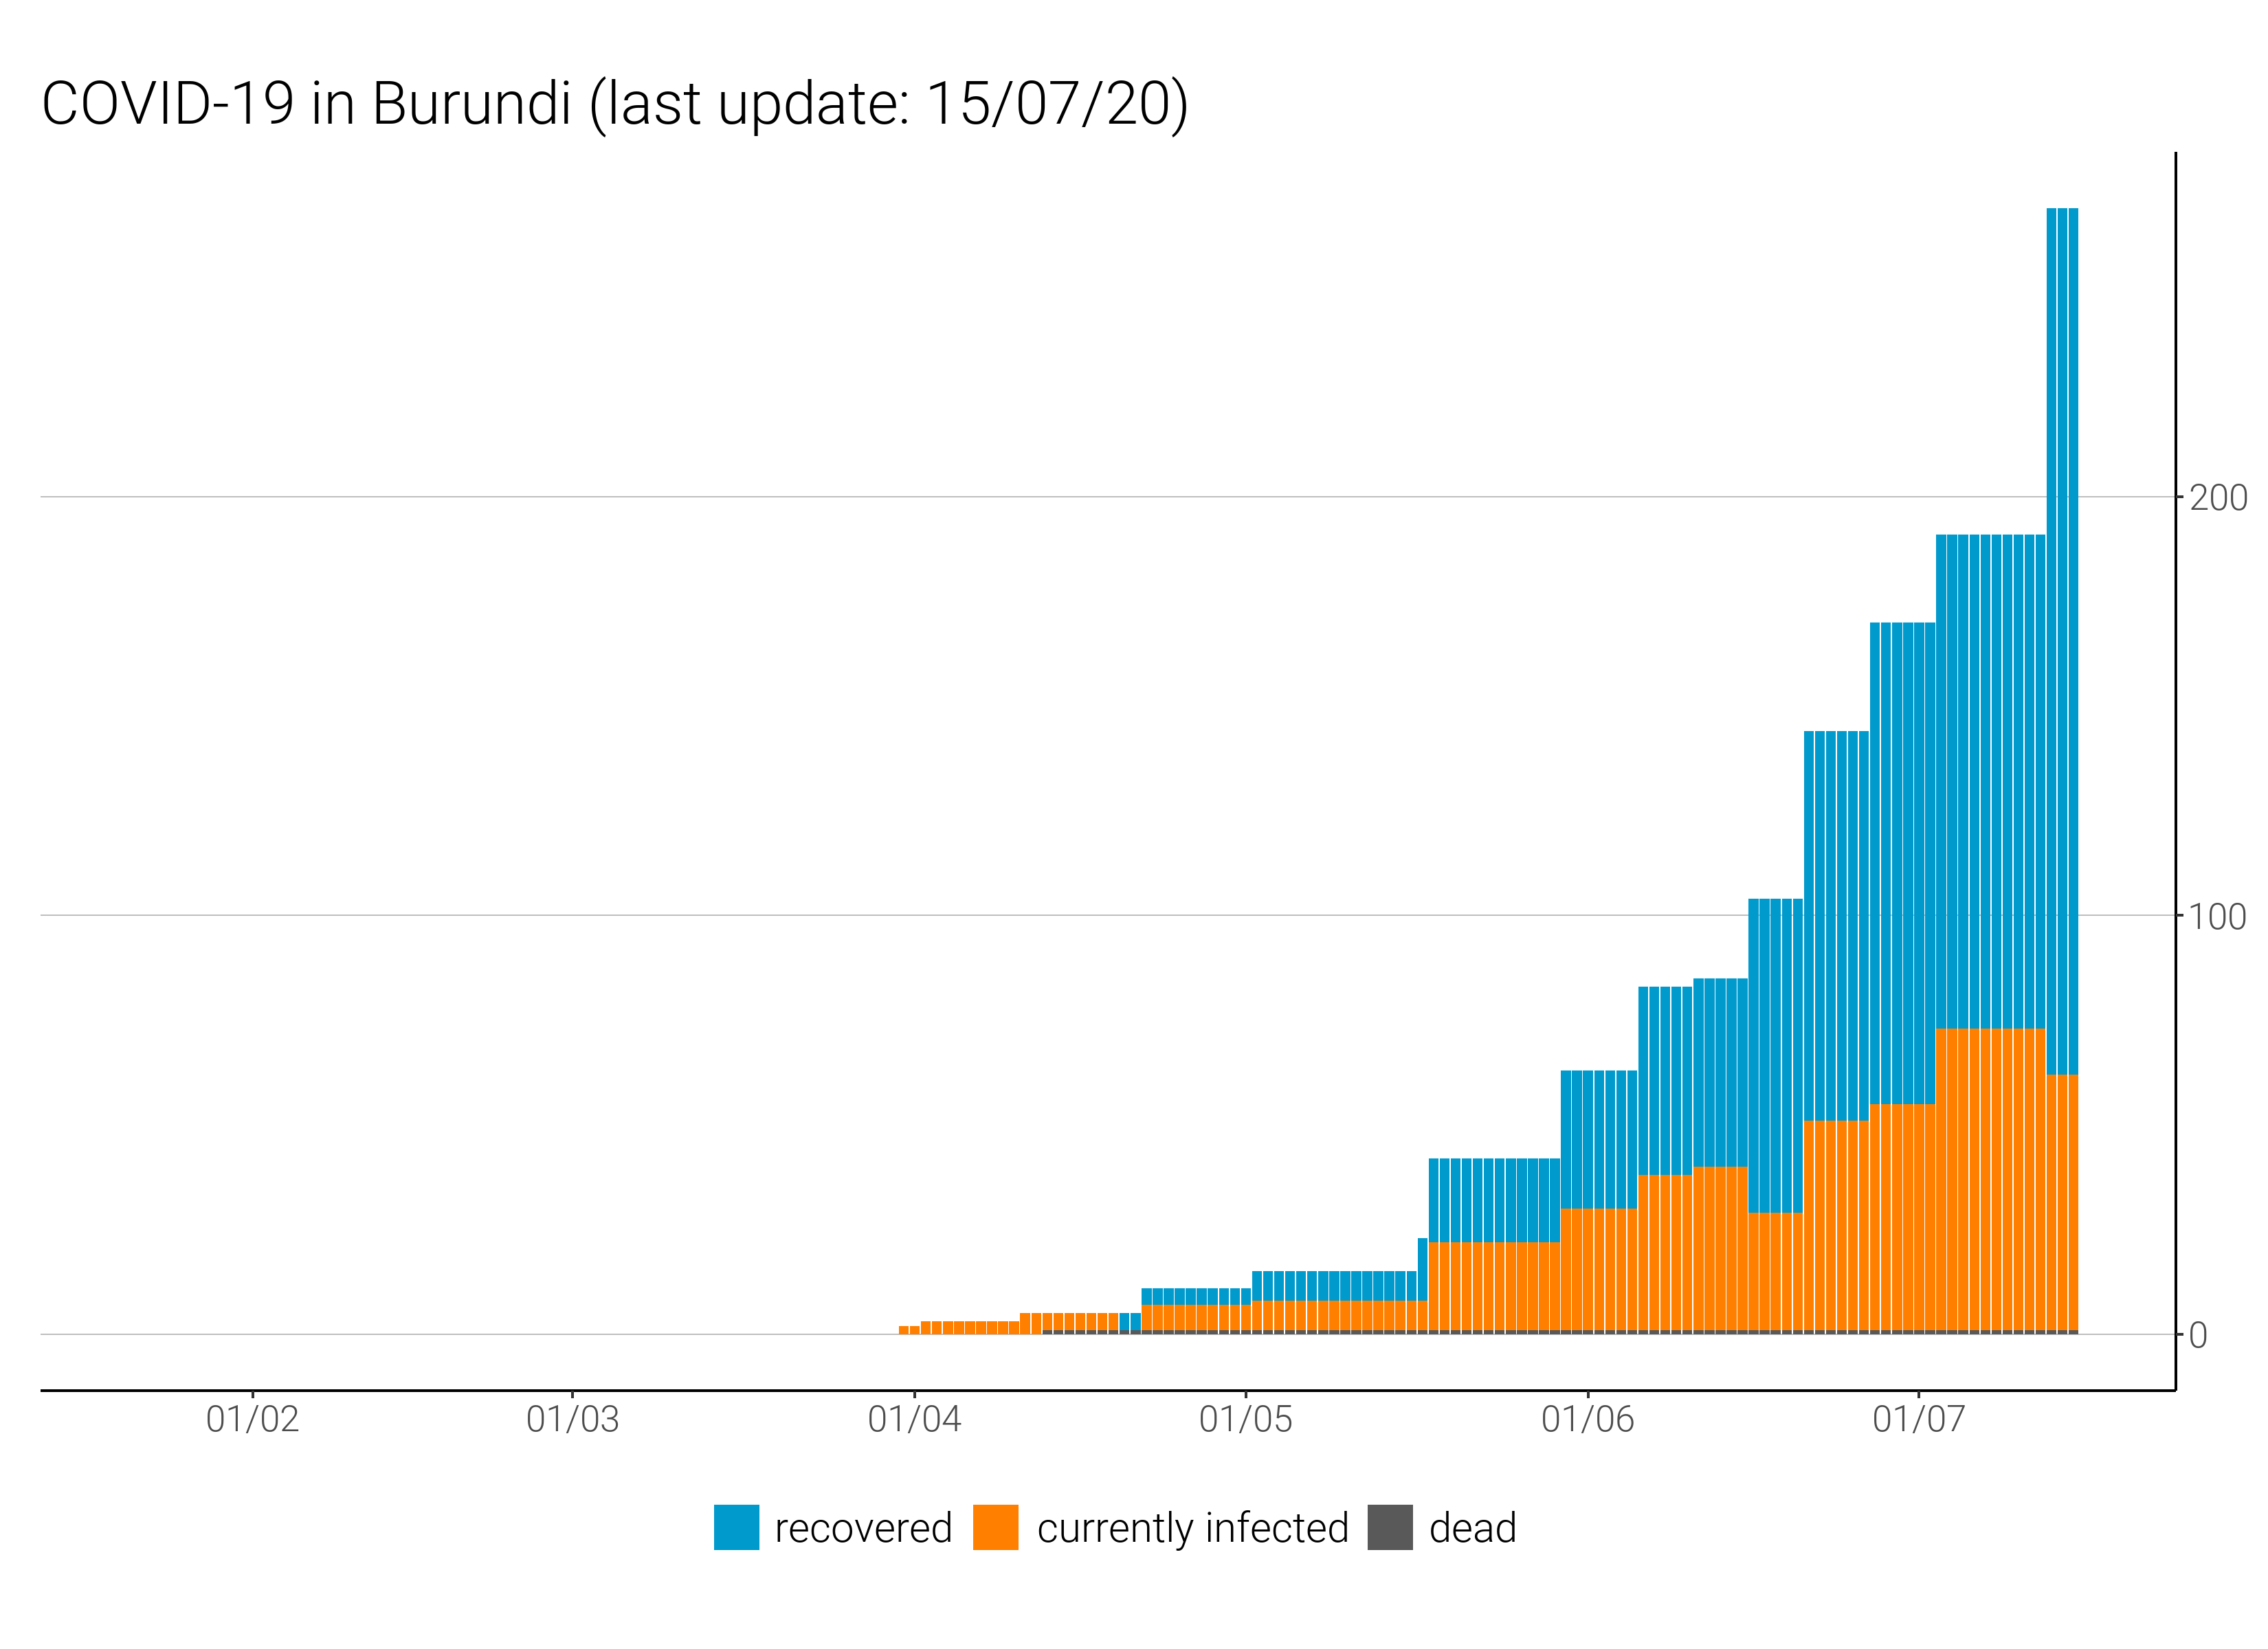 COVID-19 in Burundi (last update: 15/07/20)
200
100
0
01/02 01/03 01/04 01/05 01/06 01/07
recovered currently infected dead